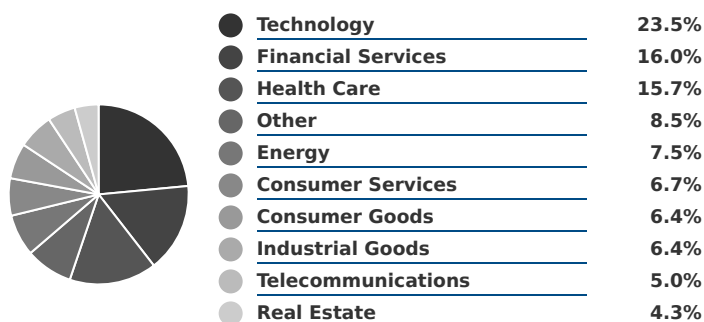 Technology 23.5%
Financial Services 16.0%
Health Care 15.7%
Other 8.5%
Energy 7.5%
Consumer Services 6.7%
Consumer Goods 6.4%
Industrial Goods 6.4%
Telecommunications 5.0%
Real Estate 4.3%